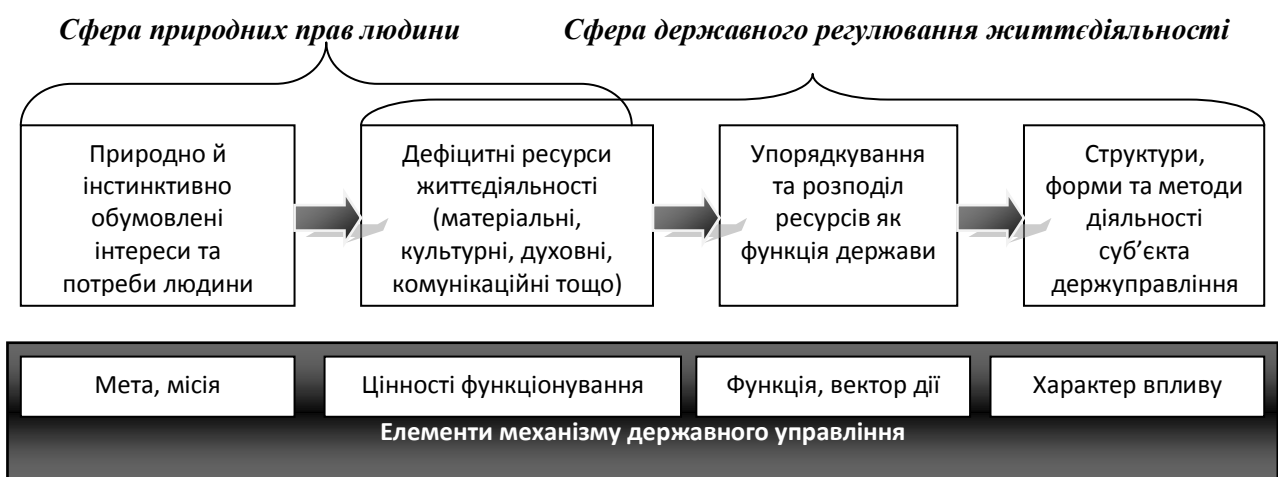 Сфера природних прав людини
Сфера державного регулювання життєдіяльності
Природно й
інстинктивно
обумовлені
інтереси та
потреби людини
Дефіцитні ресурси
життєдіяльності
(матеріальні,
культурні, духовні,
комунікаційні тощо)
Упорядкування
та розподіл
ресурсів як
функція держави
Структури,
форми та методи
діяльності
суб’єкта
держуправління
Мета, місія
Цінності функціонування
Функція, вектор дії
Характер впливу
Елементи механізму державного управління